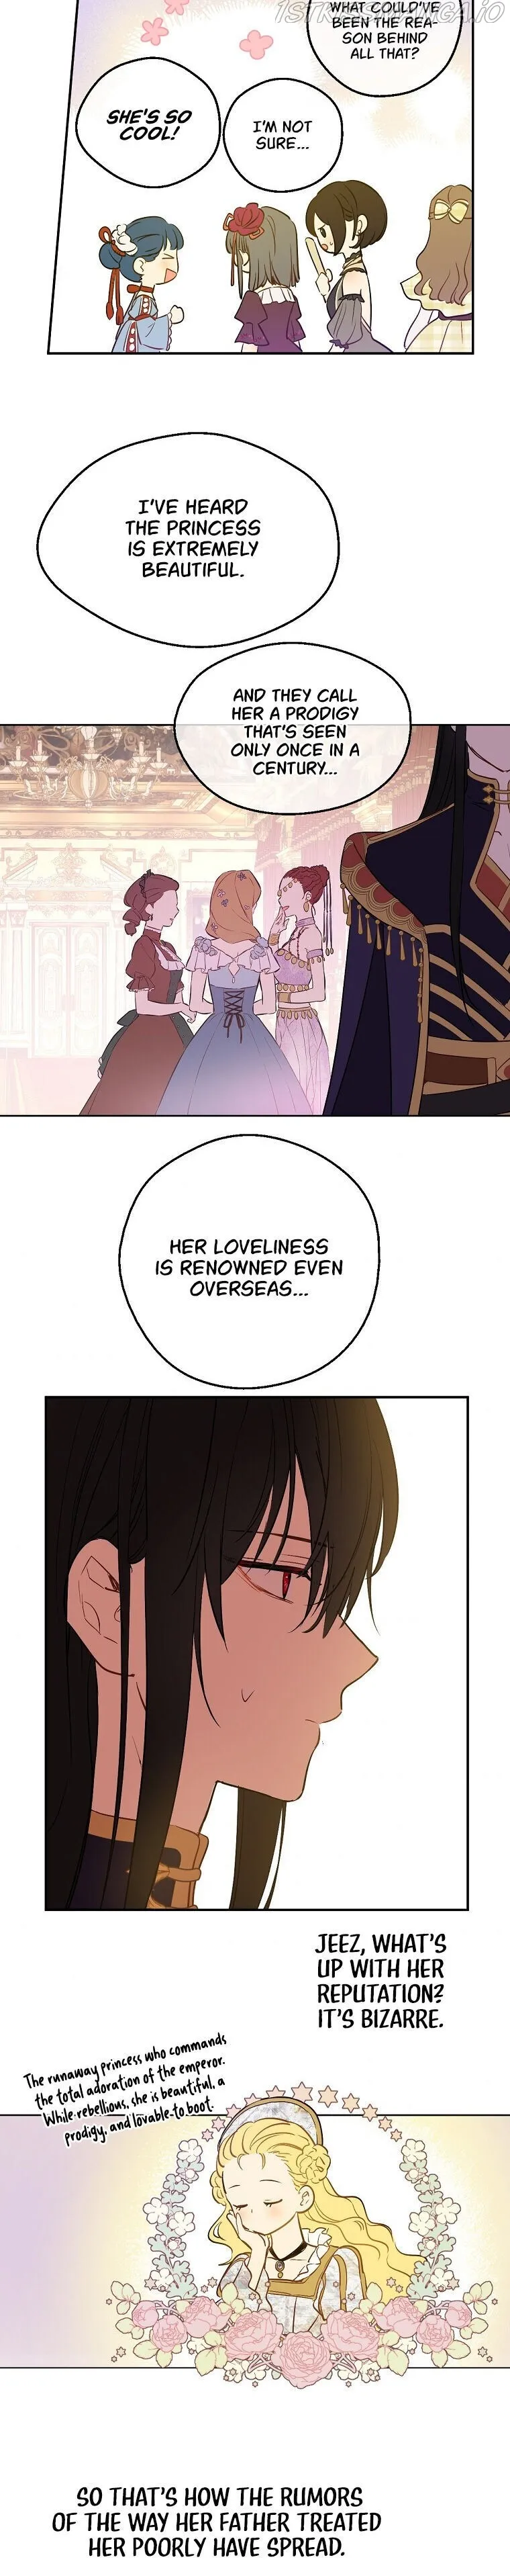 1STKISSMANGA.IO
WHAT COULD'VE
BEEN THE REA-
SON BEHIND
ALL THAT?
SHE'S SO
COOL!
I'M NOT
SURE...
I'VE HEARD
THE PRINCESS
IS EXTREMELY
BEAUTIFUL.
AND THEY CALL
HER A PRODIGY
THAT'S SEEN
ONLY ONCE IN A
CENTURY...
HER LOVELINESS
IS RENOWNED EVEN
OVERSEAS...
JEEZ, WHAT'S
UP WITH HER
REPUTATION?
IT'S BIZARRE.
The runaway princess who commands
the total adoration of the emperor.
While rebellious, she is beautiful, a
prodigy, and lovable to boot.
SO THAT'S HOW THE RUMORS
OF THE WAY HER FATHER TREATED
HER POORLY HAVE SPREAD.